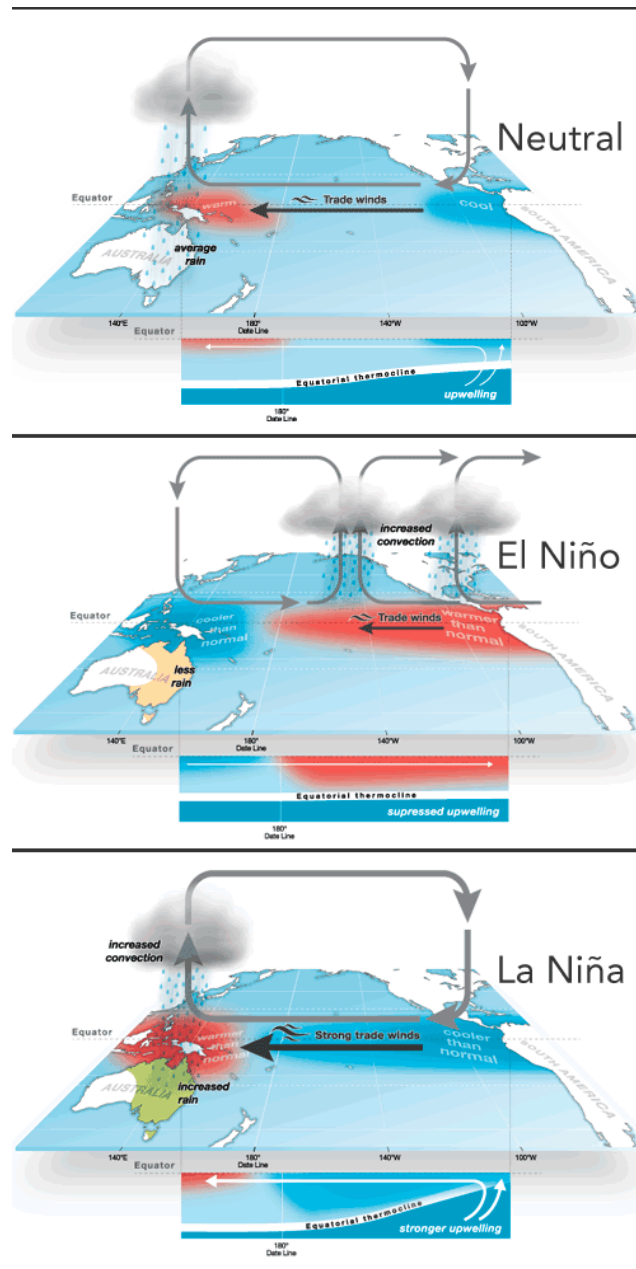 Neutral
Equator
warm
Trade winds
cool
SOUTH AMERICA
AUSTRALIA
average
rain
140°E
180°
Date Line
140°W
100°W
Equator
Equatorial thermocline
upwelling
180°
Date Line
increased
convection
El Niño
Equator
cooler
than
normal
Trade winds
warmer
than
normal
SOUTH AMERICA
AUSTRALIA
less
rain
140°E
180°
Date Line
140°W
100°W
Equator
Equatorial thermocline
supressed upwelling
180°
Date Line
increased
convection
La Niña
Equator
warmer
than
normal
Strong trade winds
cooler
than
normal
SOUTH AMERICA
AUSTRALIA
increased
rain
140°E
180°
Date Line
140°W
100°W
Equator
Equatorial thermocline
stronger upwelling
180°
Date Line